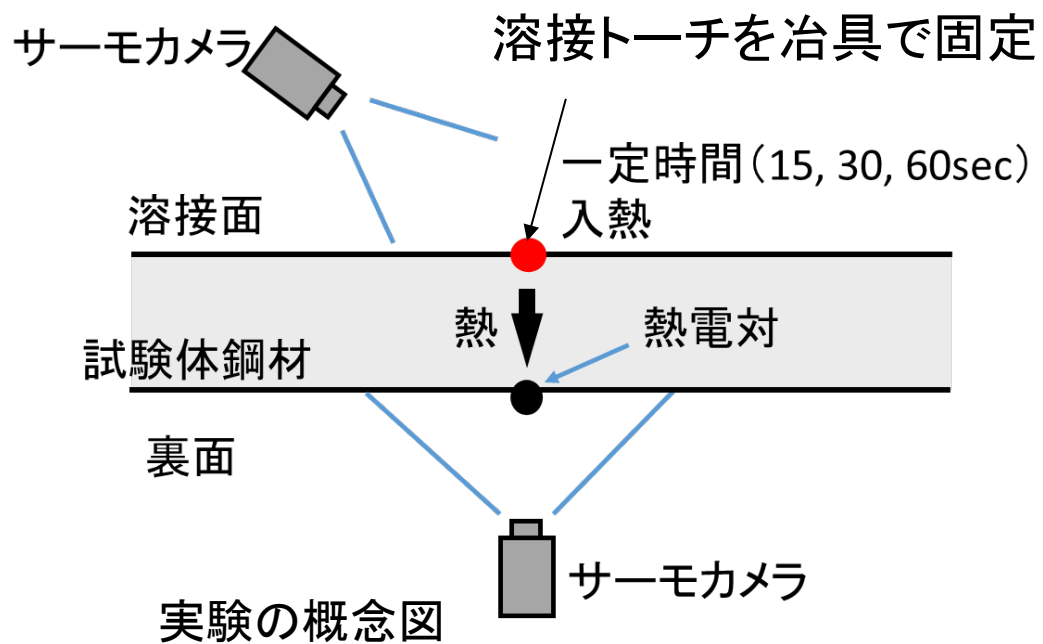 サーモカメラ
溶接トーチを冶具で固定
一定時間（15, 30, 60sec）
入熱
溶接面
熱
熱電対
試験体鋼材
裏面
サーモカメラ
実験の概念図